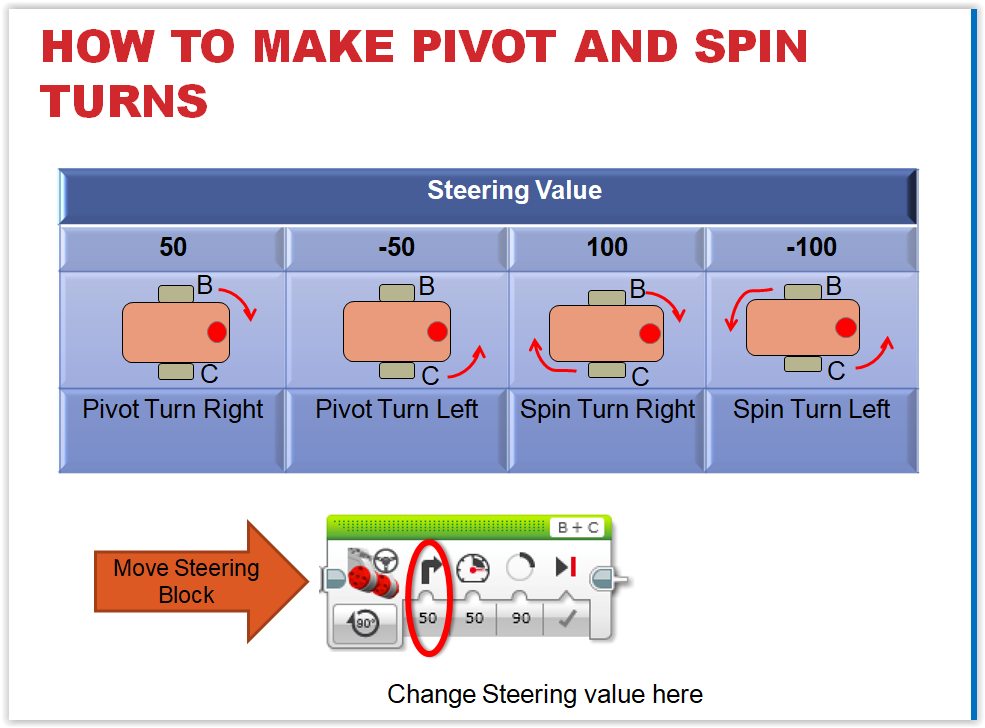 HOW TO MAKE PIVOT AND SPIN
TURNS
Steering Value
50 -50 100 -100
B B B B
C C C C
Pivot Turn Right Pivot Turn Left Spin Turn Right Spin Turn Left
B + C
Move Steering
Block
90°
50 50 90
Change Steering value here